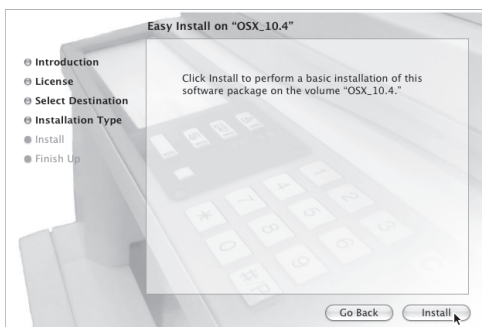 Easy Install on “OSX_10.4”
Introduction
License
Select Destination
Installation Type
Install
Finish Up
Click Install to perform a basic installation of this
software package on the volume “OSX_10.4.”
Go Back
Install